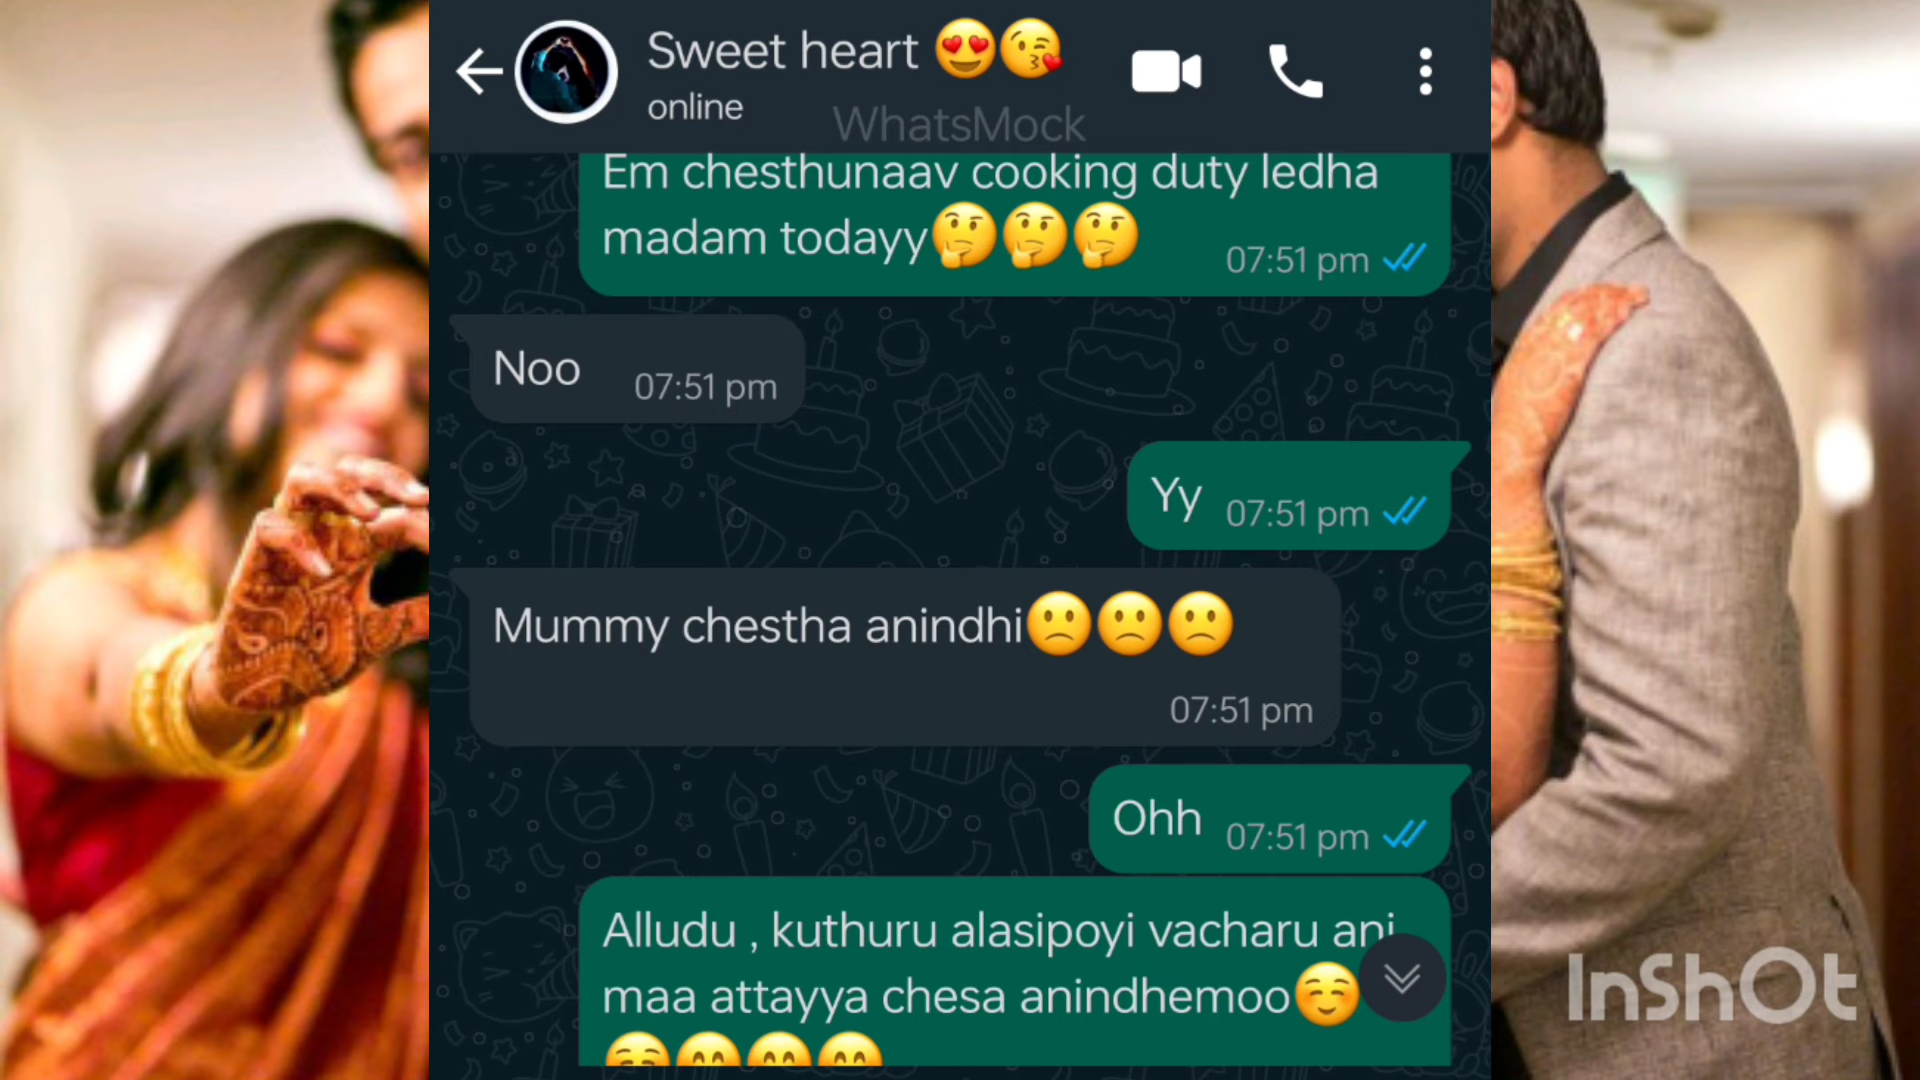 Sweet heart 😍😘
online
WhatsMock
Em chesthunaav cooking duty ledha
madam todayy🤔🤔🤔
07:51 pm
Noo
07:51 pm
Yy
07:51 pm
Mummy chestha anindhi🙁🙁🙁
07:51 pm
Ohh
07:51 pm
Alludu , kuthuru alasipoyi vacharu ani
maa attayya chesa anindhemoo☺️
InShOt